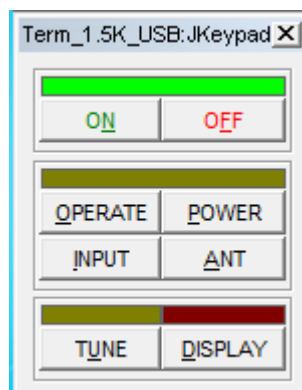 Term_1.5K_USB:JKeypad
ON OFF
OPERATE POWER
INPUT ANT
TUNE DISPLAY